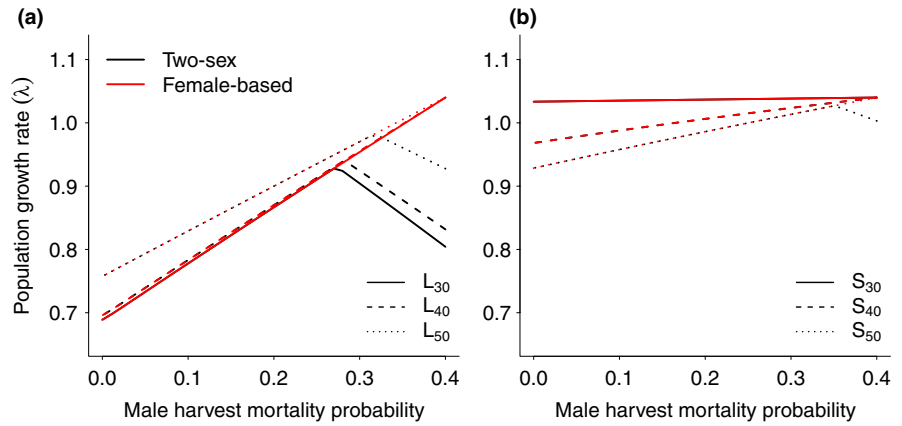 (a)
Two-sex
Female-based
1.1
1.0
0.9
0.8
0.7
Population growth rate (λ)
L30
L40
L50
0.0 0.1 0.2 0.3 0.4
Male harvest mortality probability
(b)
1.1
1.0
0.9
0.8
0.7
S30
S40
S50
0.0 0.1 0.2 0.3 0.4
Male harvest mortality probability